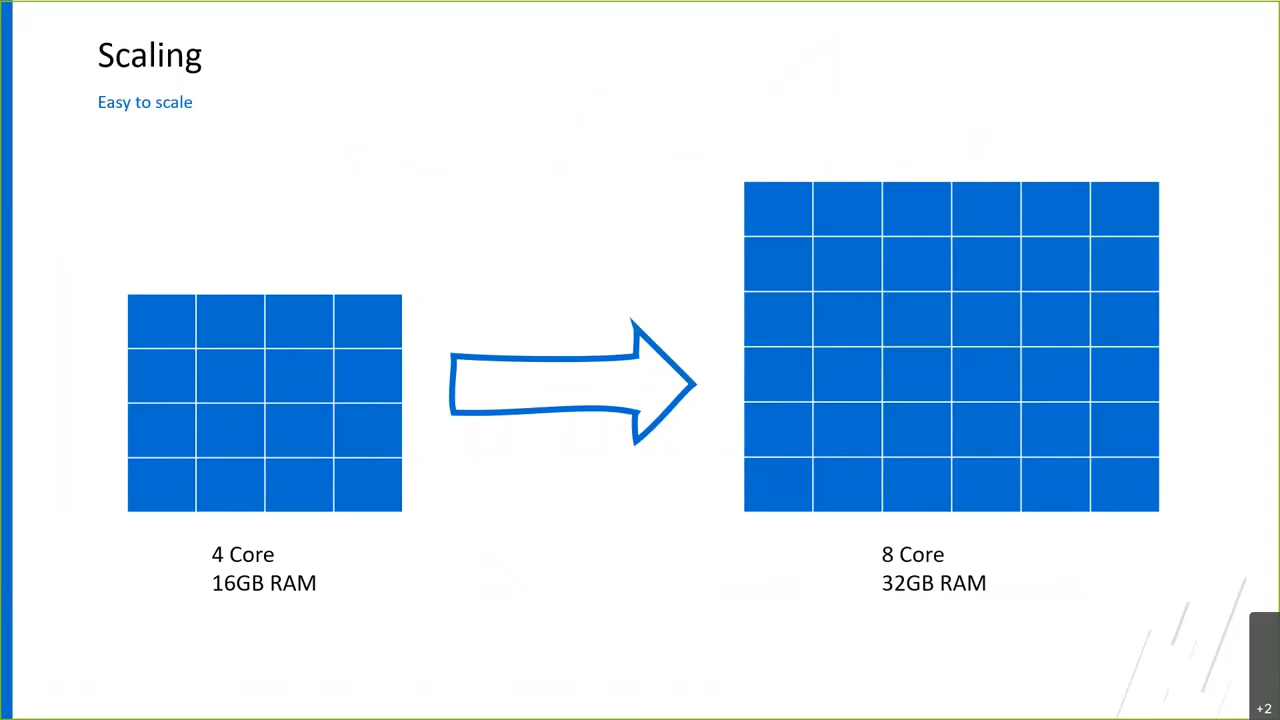 Scaling
Easy to scale
4 Core
16GB RAM
8 Core
32GB RAM
+2